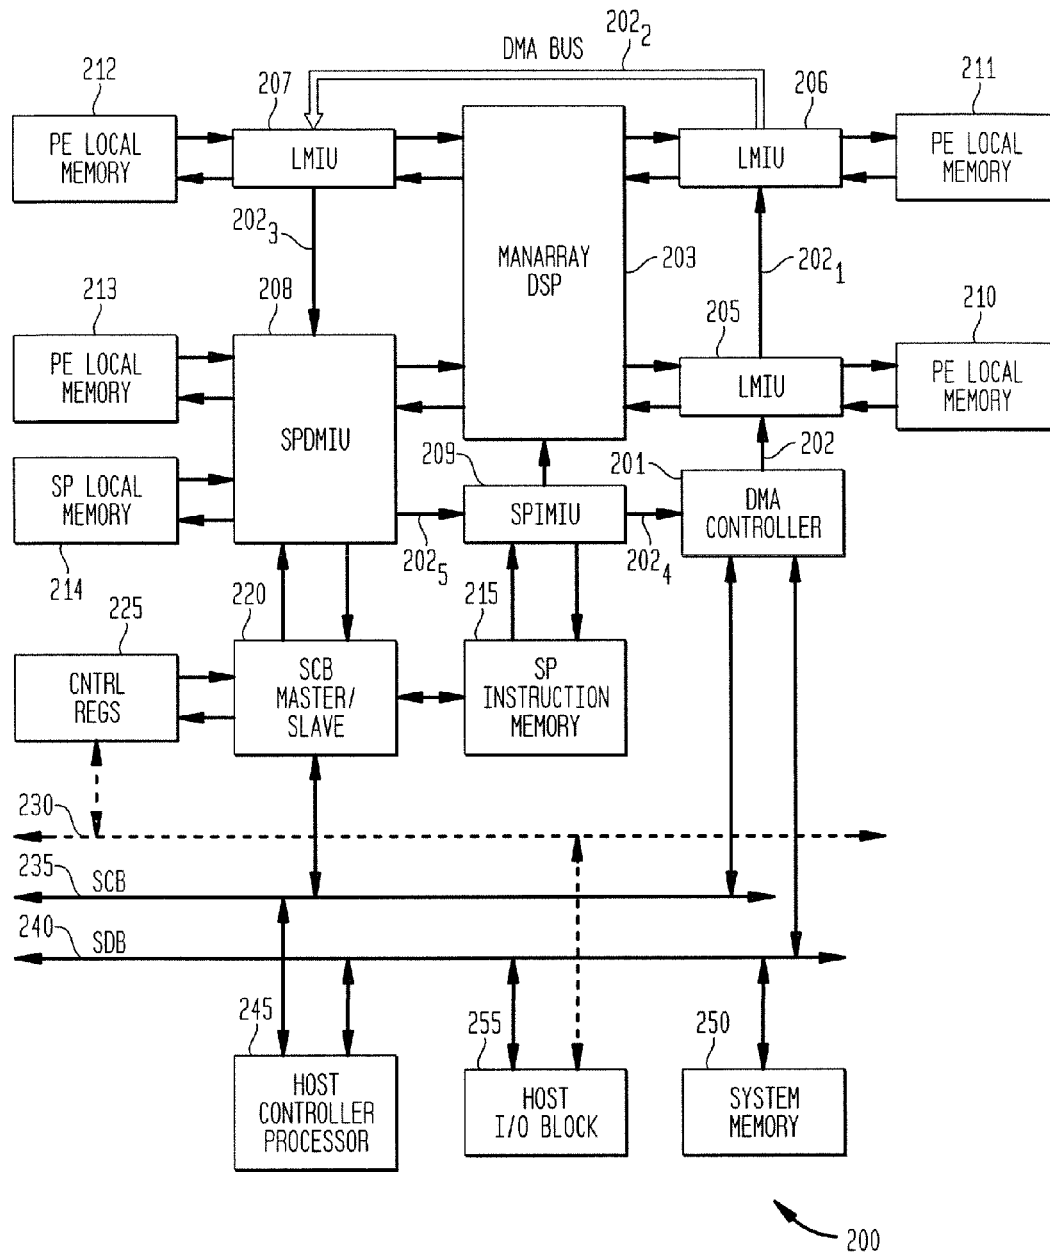 202₂
DMA BUS
212
207
206
211
PE LOCAL
MEMORY
LMIU
LMIU
PE LOCAL
MEMORY
202₃
MANARRAY
DSP
203
202₁
213
208
205
210
PE LOCAL
MEMORY
SPDMIU
LMIU
PE LOCAL
MEMORY
209
201
202
SP LOCAL
MEMORY
SPIMIU
DMA
CONTROLLER
214
202₅
202₄
225
220
215
CNTRL
REGS
SCB
MASTER/
SLAVE
SP
INSTRUCTION
MEMORY
230
235
SCB
240
SDB
245
255
250
HOST
CONTROLLER
PROCESSOR
HOST
I/O BLOCK
SYSTEM
MEMORY
200